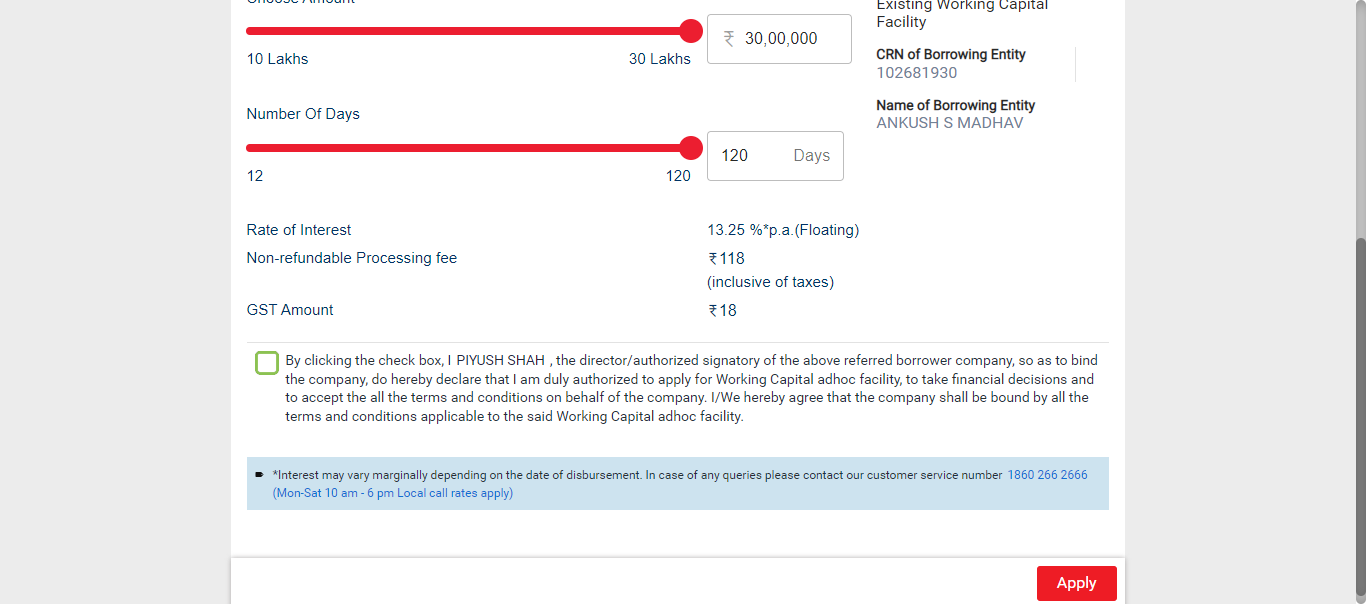 Choose Amount
₹ 30,00,000
10 Lakhs
30 Lakhs
Number Of Days
120 Days
12
120
Existing Working Capital
Facility
CRN of Borrowing Entity
102681930
Name of Borrowing Entity
ANKUSH S MADHAV
Rate of Interest
13.25 %*p.a.(Floating)
Non-refundable Processing fee
₹118
(inclusive of taxes)
GST Amount
₹18
By clicking the check box, I PIYUSH SHAH , the director/authorized signatory of the above referred borrower company, so as to bind
the company, do hereby declare that I am duly authorized to apply for Working Capital adhoc facility, to take financial decisions and
to accept the all the terms and conditions on behalf of the company. I/We hereby agree that the company shall be bound by all the
terms and conditions applicable to the said Working Capital adhoc facility.
*Interest may vary marginally depending on the date of disbursement. In case of any queries please contact our customer service number 1860 266 2666
(Mon-Sat 10 am - 6 pm Local call rates apply)
Apply